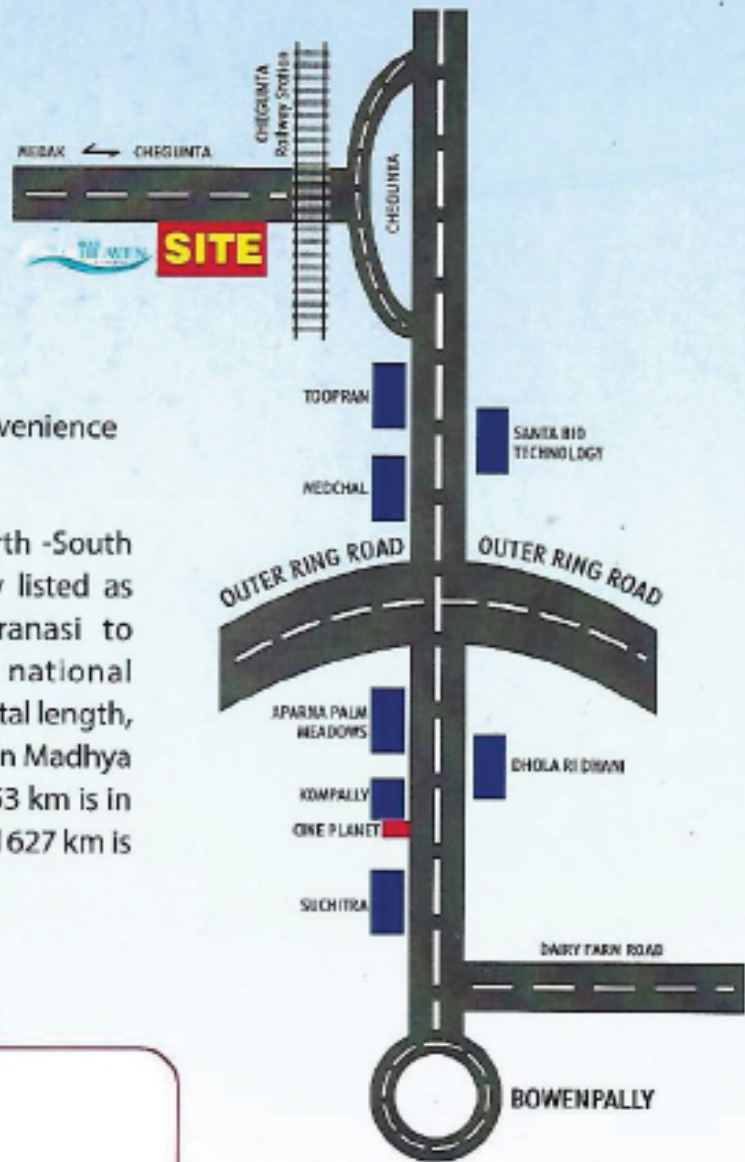 CHEGUNTA
Railway Station
MEDAK
CHEGUNTA
CHEGUNTA
SITE
TOOPRAN
SANTA BIO
TECHNOLOGY
MEDCHAL
OUTER RING ROAD
OUTER RING ROAD
venience
rth -South
listed as
ranasi to
national
tal length,
n Madhya
53 km is in
627 km is
APARNA PALM
MEADOWS
DHOLA RI DHANI
KOMPALLY
CINE PLANET
SUCHITRA
DAIRY FARM ROAD
BOWENPALLY